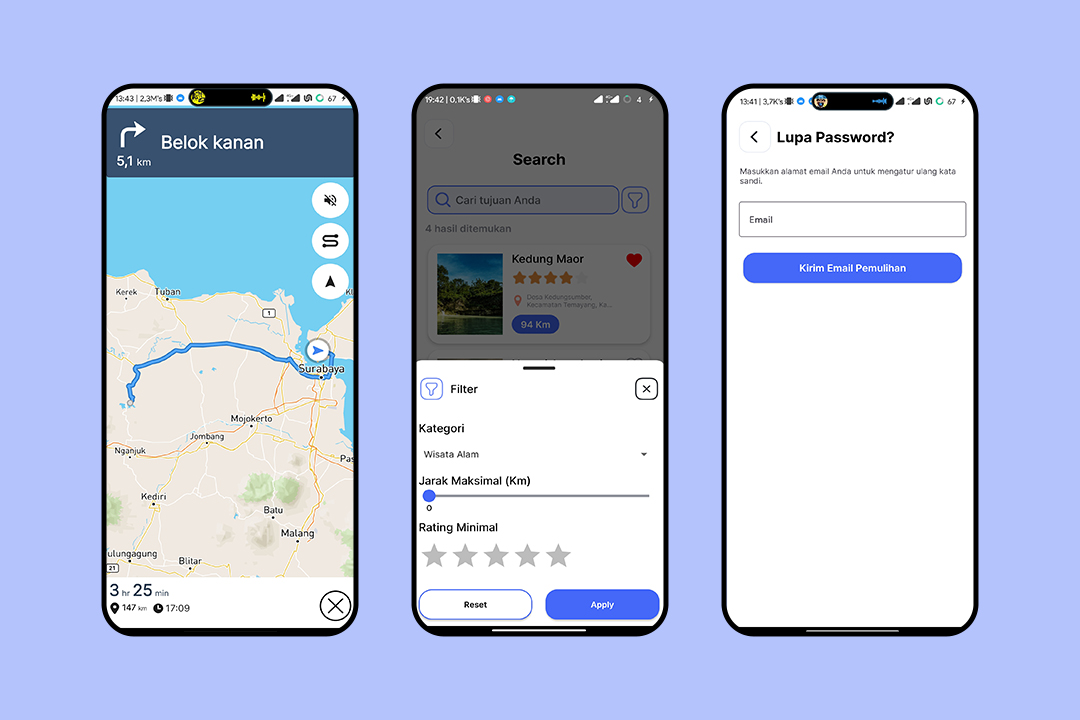 13:43 | 2,3M's
67
Belok kanan
5,1 km
Kerek
Tuban
1
Surabaya
Mojokerto
Jombang
Nganjuk
Pas
Kediri
Batu
Malang
ulungagung
21
Blitar
3 hr 25 min
147 km 17:09
19:42 | 0,1K's
4
Search
Cari tujuan Anda
4 hasil ditemukan
Kedung Maor
Desa Kedungsumber,
Kecamatan Temayang, Ka...
94 Km
Filter
Kategori
Wisata Alam
Jarak Maksimal (Km)
0
Rating Minimal
Reset
Apply
13:41 | 3,7K's
67
Lupa Password?
Masukkan alamat email Anda untuk mengatur ulang kata
sandi.
Email
Kirim Email Pemulihan